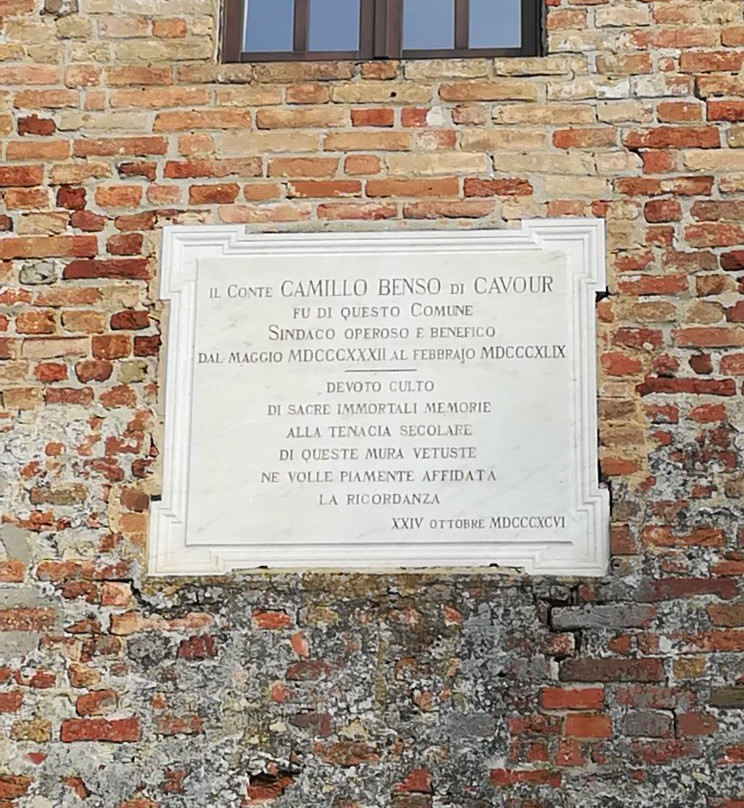 IL CONTE CAMILLO BENSO DI CAVOUR
FU DI QUESTO COMUNE
SINDACO OPEROSO E BENEFICO
DAL MAGGIO MDCCCXXXII AL FEBBRAJO MDCCCXLIX
DEVOTO CULTO
DI SACRE IMMORTALI MEMORIE
ALLA TENACIA SECOLARE
DI QUESTE MURA VETUSTE
NE VOLLE PIAMENTE AFFIDATA
LA RICORDANZA
XXIV OTTOBRE MDCCCXCVI